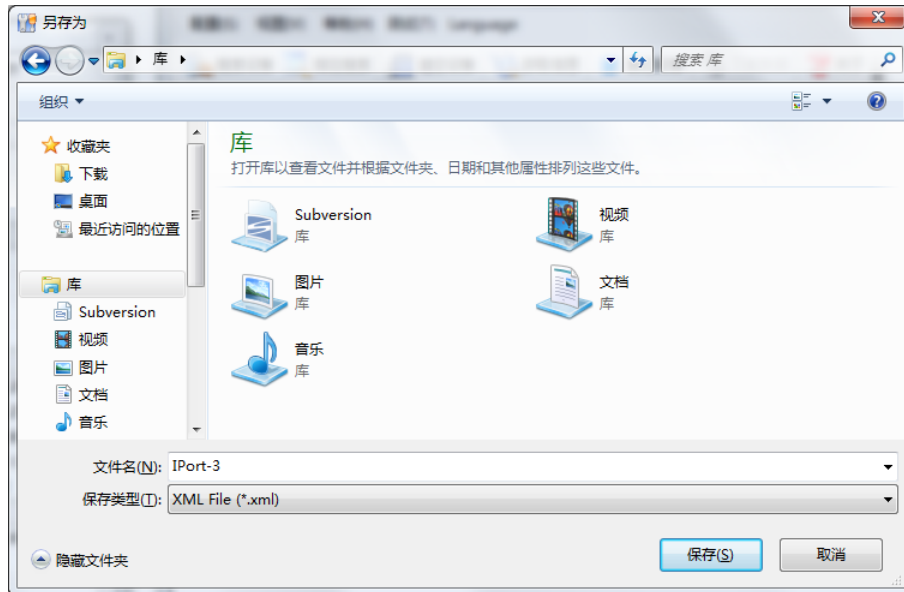 另存为
Language
库
搜索 库
组织
收藏夹
下载
桌面
最近访问的位置
库
Subversion
视频
图片
文档
音乐
库
打开库以查看文件并根据文件夹、日期和其他属性排列这些文件。
Subversion
库
视频
库
图片
库
文档
库
音乐
库
文件名(N): IPort-3
保存类型(T): XML File (*.xml)
隐藏文件夹
保存(S)
取消